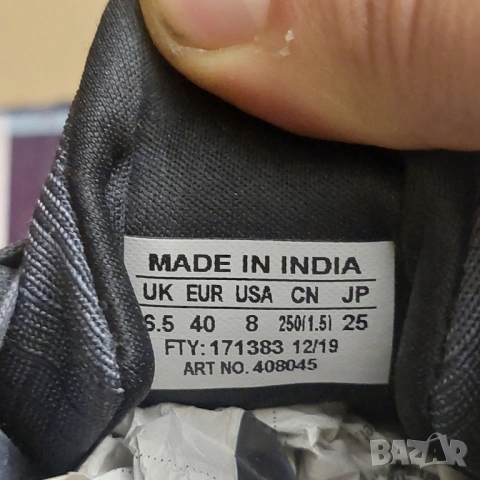 MADE IN INDIA
UK EUR USA CN JP
6.5 40 8 250(1.5) 25
FTY: 171383 12/19
ART NO. 408045
BAZAR